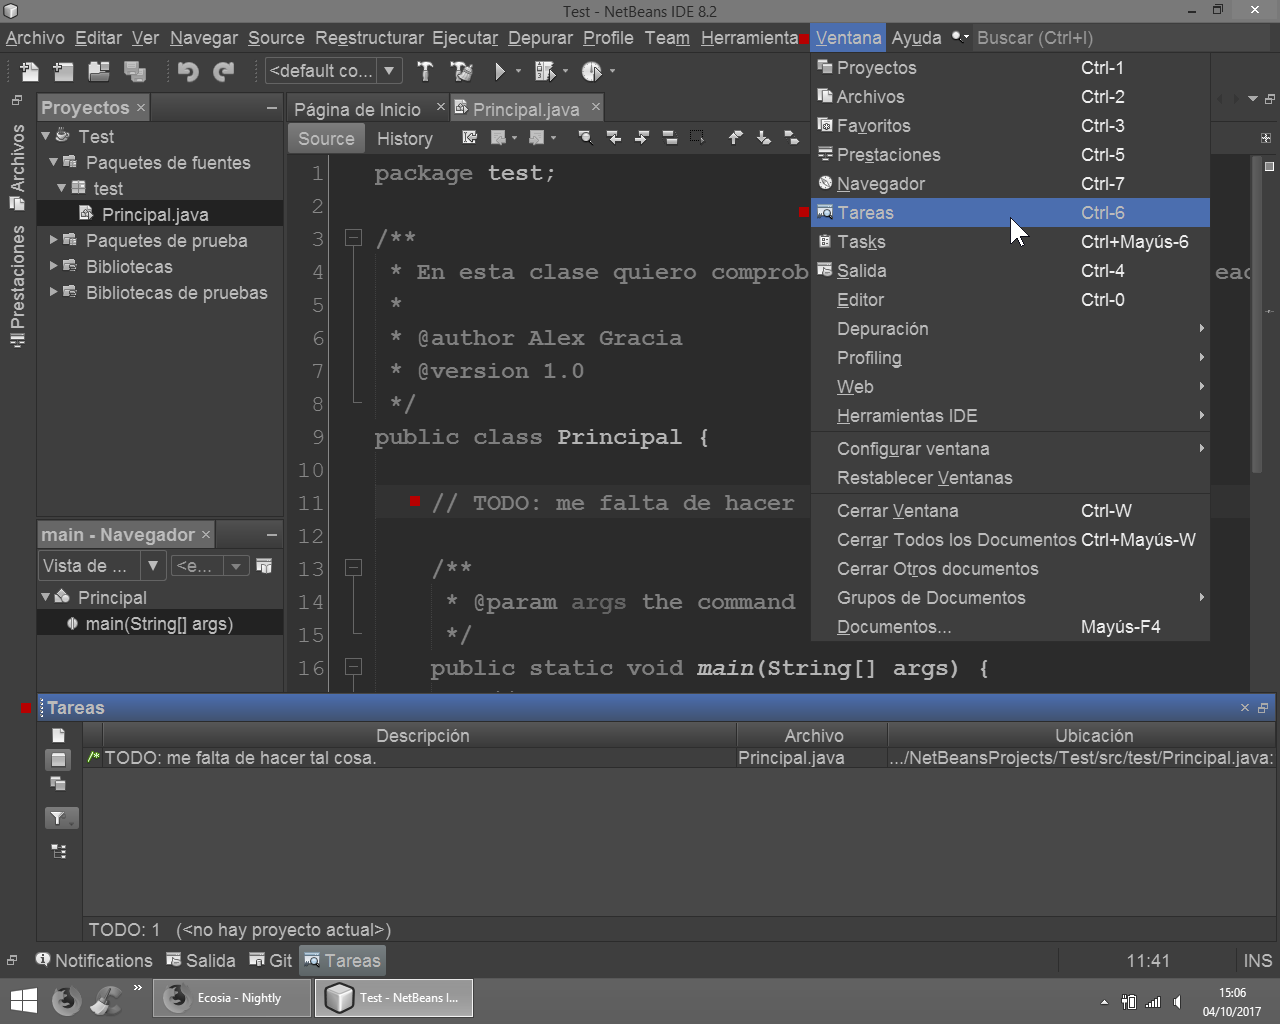 Test - NetBeans IDE 8.2
Archivo Editar Ver Navegar Source Reestructurar Ejecutar Depurar Profile Team Herramienta Ventana Ayuda Buscar (Ctrl+I)
<default co...
Proyectos
Test
Paquetes de fuentes
test
Principal.java
Paquetes de prueba
Bibliotecas
Bibliotecas de pruebas
Archivos
Prestaciones
Página de Inicio
Principal.java
Source History
1 package test;
2
3 /**
4 * En esta clase quiero comprob
5 *
6 * @author Alex Gracia
7 * @version 1.0
8 */
9 public class Principal {
10
11 // TODO: me falta de hacer
12
13 /**
14 * @param args the command
15 */
16 public static void main(String[] args) {
Proyectos Ctrl-1
Archivos Ctrl-2
Favoritos Ctrl-3
Prestaciones Ctrl-5
Navegador Ctrl-7
Tareas Ctrl-6
Tasks Ctrl+Mayús-6
Salida Ctrl-4
Editor Ctrl-0
Depuración
Profiling
Web
Herramientas IDE
Configurar ventana
Restablecer Ventanas
Cerrar Ventana Ctrl-W
Cerrar Todos los Documentos Ctrl+Mayús-W
Cerrar Otros documentos
Grupos de Documentos
Documentos... Mayús-F4
main - Navegador
Vista de ... <e...
Principal
main(String[] args)
Tareas
Descripción Archivo Ubicación
TODO: me falta de hacer tal cosa. Principal.java .../NetBeansProjects/Test/src/test/Principal.java:
TODO: 1 (<no hay proyecto actual>)
Notifications Salida Git Tareas 11:41 INS
Ecosia - Nightly
Test - NetBeans I...
15:06
04/10/2017